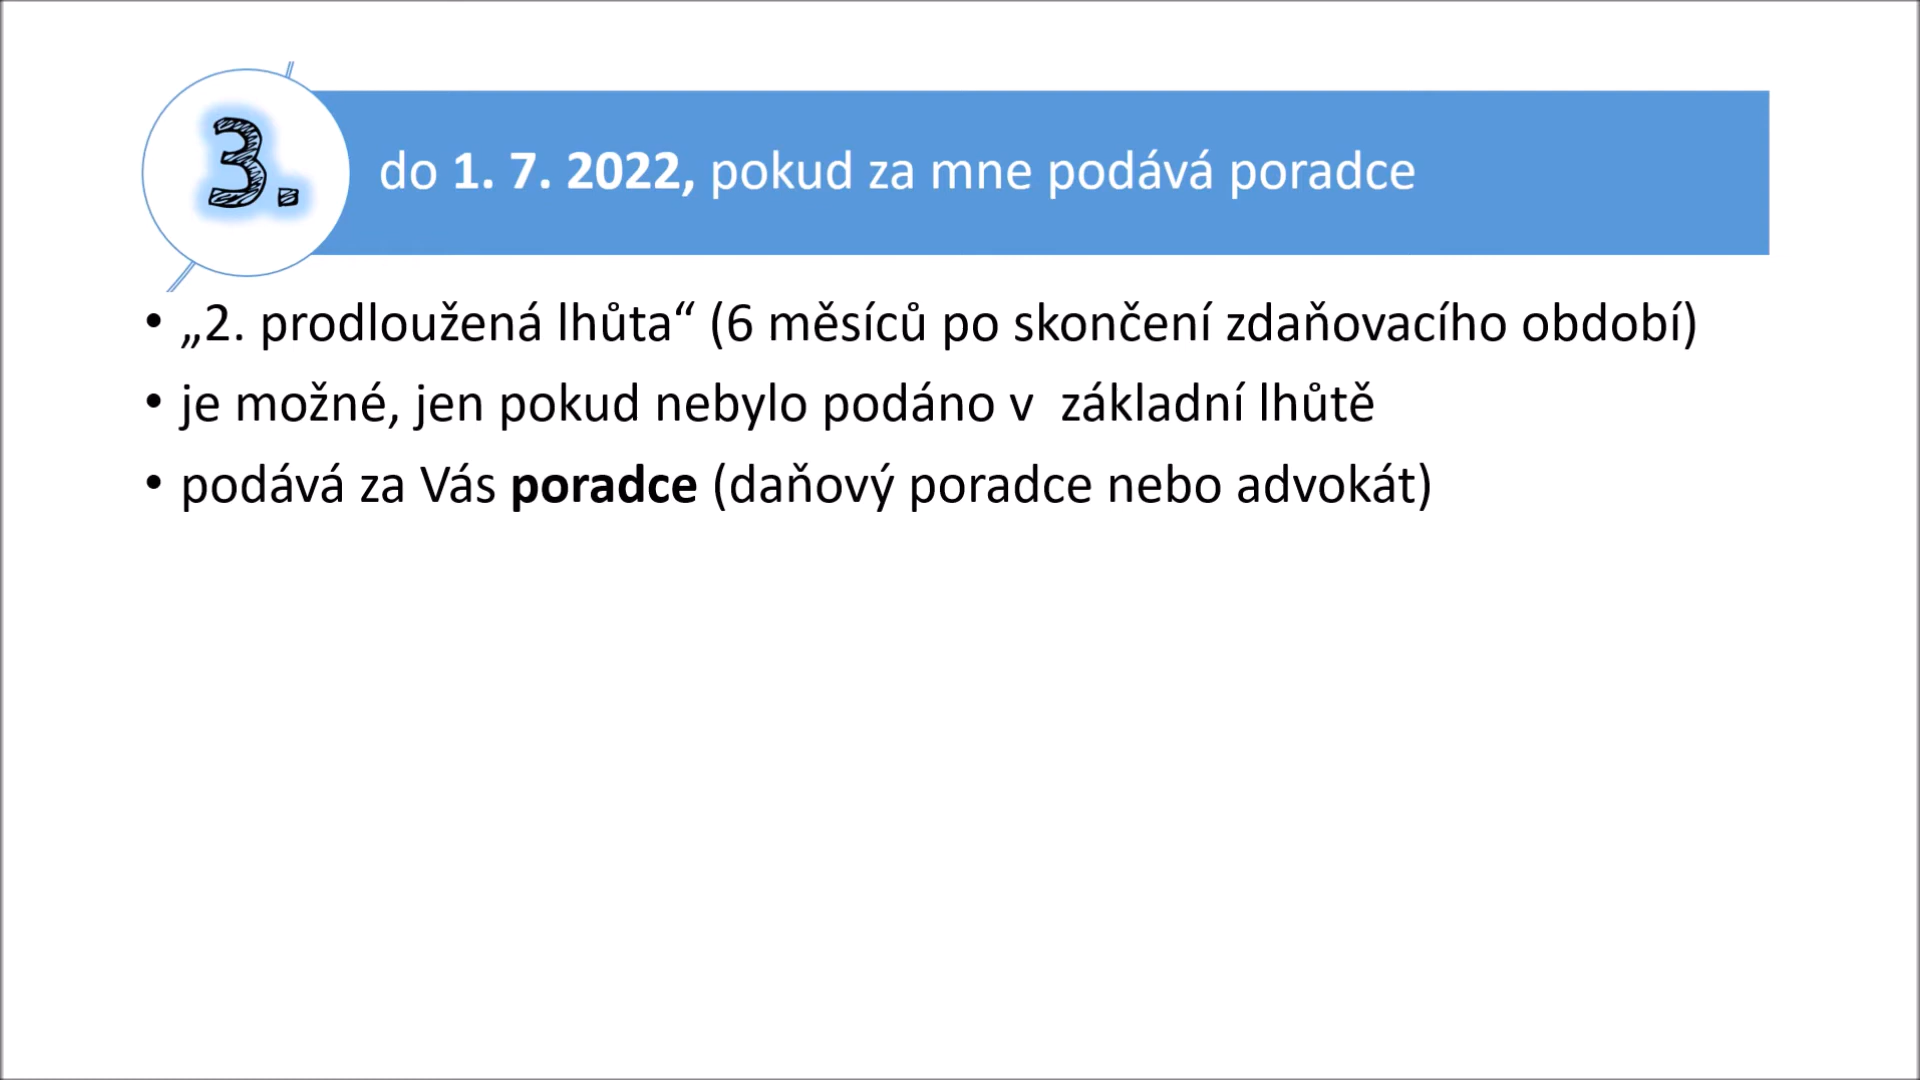 3.
do 1. 7. 2022, pokud za mne podává poradce
• „2. prodloužená lhůta“ (6 měsíců po skončení zdaňovacího období)
• je možné, jen pokud nebylo podáno v  základní lhůtě
• podává za Vás poradce (daňový poradce nebo advokát)